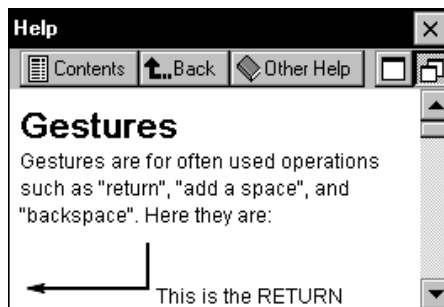 Help
Contents Back Other Help
Gestures
Gestures are for often used operations
such as "return", "add a space", and
"backspace". Here they are:
This is the RETURN